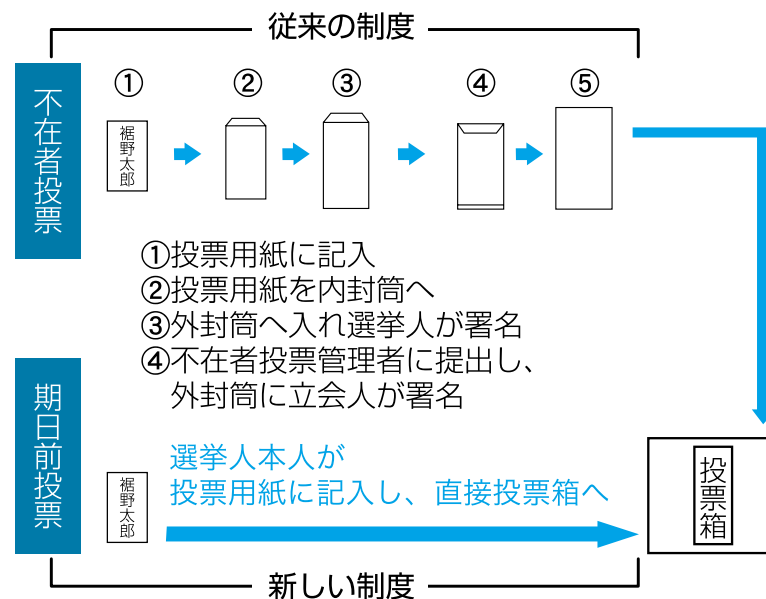 従来の制度
不在者投票
① ② ③ ④ ⑤
裾野太郎
①投票用紙に記入
②投票用紙を内封筒へ
③外封筒へ入れ選挙人が署名
④不在者投票管理者に提出し、
外封筒に立会人が署名
期日前投票
裾野太郎
選挙人本人が
投票用紙に記入し、直接投票箱へ
投票箱
新しい制度